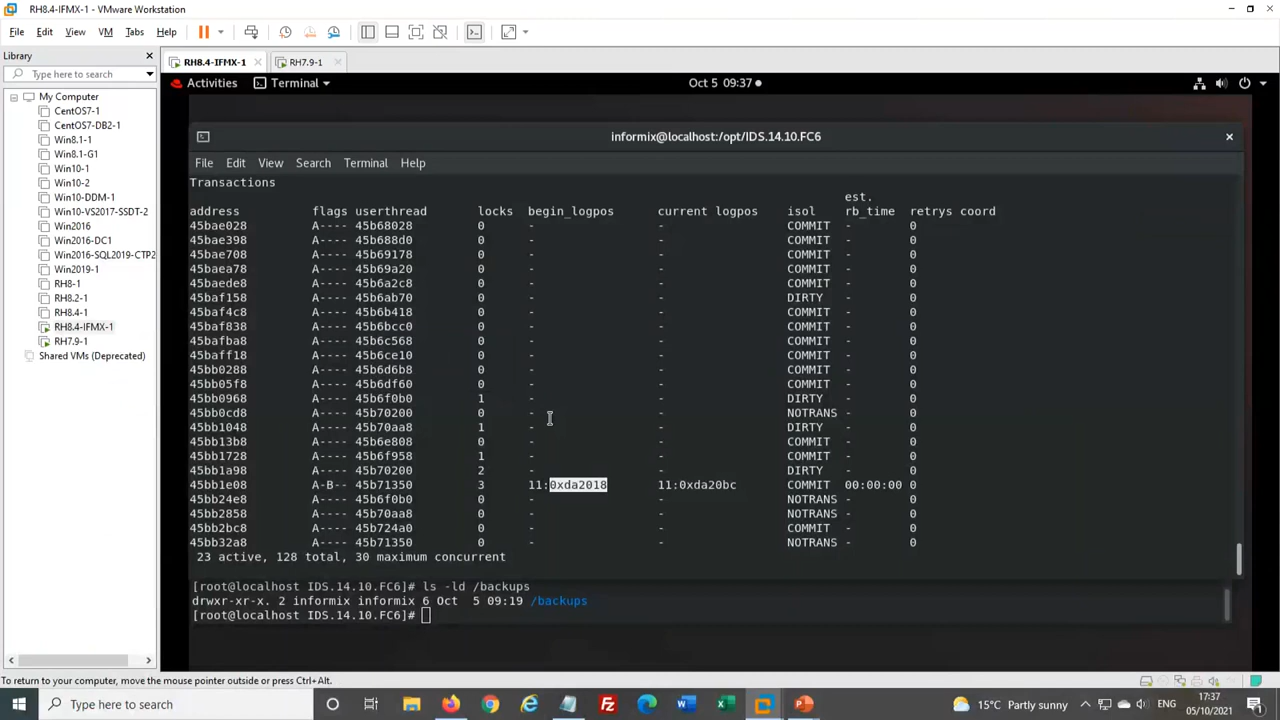 RH8.4-IFMX-1 - VMware Workstation
File Edit View VM Tabs Help
Library
Type here to search
My Computer
CentOS7-1
CentOS7-DB2-1
Win8.1-1
Win8.1-G1
Win10-1
Win10-2
Win10-DDM-1
Win10-VS2017-SSDT-2
Win2016
Win2016-DC1
Win2016-SQL2019-CTP2
Win2019-1
RH8-1
RH8.2-1
RH8.4-1
RH8.4-IFMX-1
RH7.9-1
Shared VMs (Deprecated)
RH8.4-IFMX-1 RH7.9-1
Activities Terminal Oct 5 09:37
informix@localhost:/opt/IDS.14.10.FC6
File Edit View Search Terminal Help
Transactions
est.
address flags userthread locks begin_logpos current logpos isol rb_time retrys coord
45bae028 A---- 45b68028 0 - - COMMIT - 0
45bae398 A---- 45b688d0 0 - - COMMIT - 0
45bae708 A---- 45b69178 0 - - COMMIT - 0
45baea78 A---- 45b69a20 0 - - COMMIT - 0
45baede8 A---- 45b6a2c8 0 - - COMMIT - 0
45baf158 A---- 45b6ab70 0 - - DIRTY - 0
45baf4c8 A---- 45b6b418 0 - - COMMIT - 0
45baf838 A---- 45b6bcc0 0 - - COMMIT - 0
45bafba8 A---- 45b6c568 0 - - COMMIT - 0
45baff18 A---- 45b6ce10 0 - - COMMIT - 0
45bb0288 A---- 45b6d6b8 0 - - COMMIT - 0
45bb05f8 A---- 45b6df60 0 - - COMMIT - 0
45bb0968 A---- 45b6f0b0 1 - - DIRTY - 0
45bb0cd8 A---- 45b70200 0 - - NOTRANS - 0
45bb1048 A---- 45b70aa8 1 - - DIRTY - 0
45bb13b8 A---- 45b6e808 0 - - COMMIT - 0
45bb1728 A---- 45b6f958 1 - - COMMIT - 0
45bb1a98 A---- 45b70200 2 - - DIRTY - 0
45bb1e08 A-B-- 45b71350 3 11:0xda2018 11:0xda20bc COMMIT 00:00:00 0
45bb24e8 A---- 45b6f0b0 0 - - NOTRANS - 0
45bb2858 A---- 45b70aa8 0 - - NOTRANS - 0
45bb2bc8 A---- 45b724a0 0 - - COMMIT - 0
45bb32a8 A---- 45b71350 0 - - NOTRANS - 0
23 active, 128 total, 30 maximum concurrent
[root@localhost IDS.14.10.FC6]# ls -ld /backups
drwxr-xr-x. 2 informix informix 6 Oct 5 09:19 /backups
[root@localhost IDS.14.10.FC6]#
To return to your computer, move the mouse pointer outside or press Ctrl+Alt.
Type here to search
15°C Partly sunny
ENG
17:37
05/10/2021